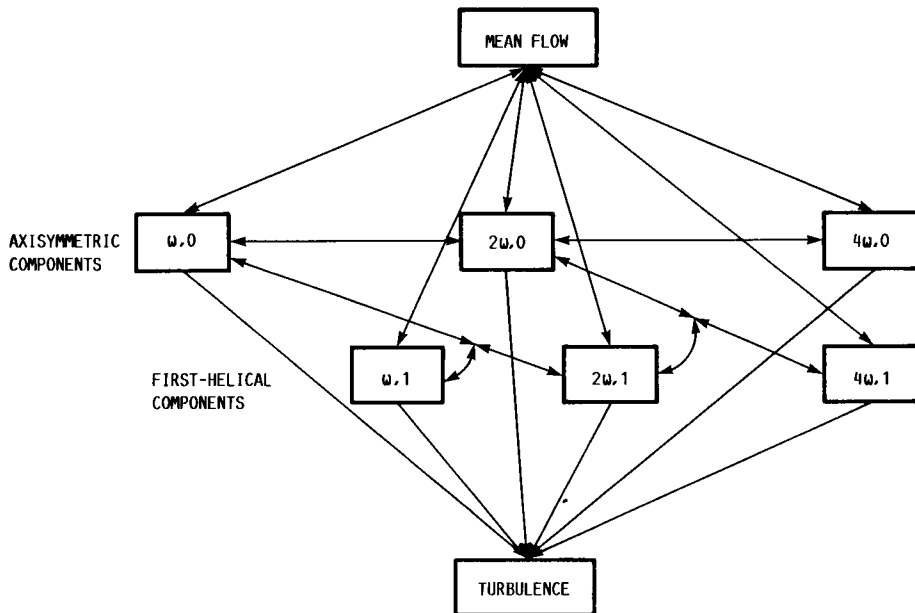 MEAN FLOW
AXISYMMETRIC
COMPONENTS
ω,0
2ω,0
4ω,0
FIRST-HELICAL
COMPONENTS
ω,1
2ω,1
4ω,1
TURBULENCE